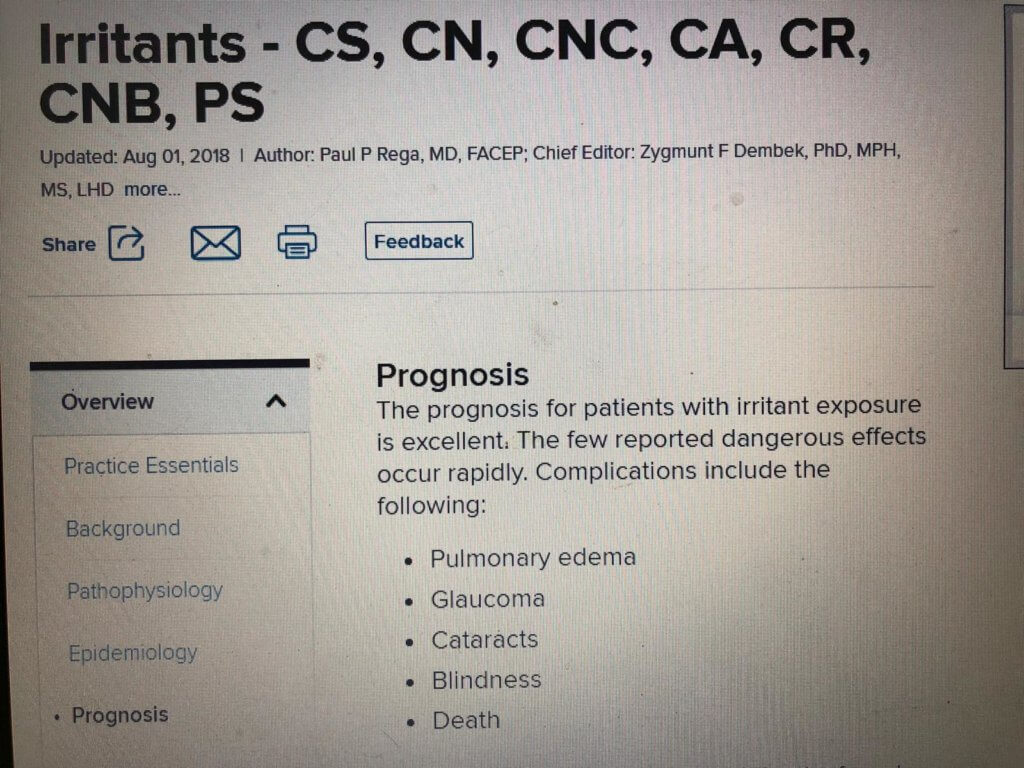 Irritants - CS, CN, CNC, CA, CR,
CNB, PS
Updated: Aug 01, 2018 | Author: Paul P Rega, MD, FACEP; Chief Editor: Zygmunt F Dembek, PhD, MPH,
MS, LHD more...
Share
Feedback
Overview
Practice Essentials
Background
Pathophysiology
Epidemiology
• Prognosis
Prognosis
The prognosis for patients with irritant exposure
is excellent. The few reported dangerous effects
occur rapidly. Complications include the
following:
• Pulmonary edema
• Glaucoma
• Cataracts
• Blindness
• Death